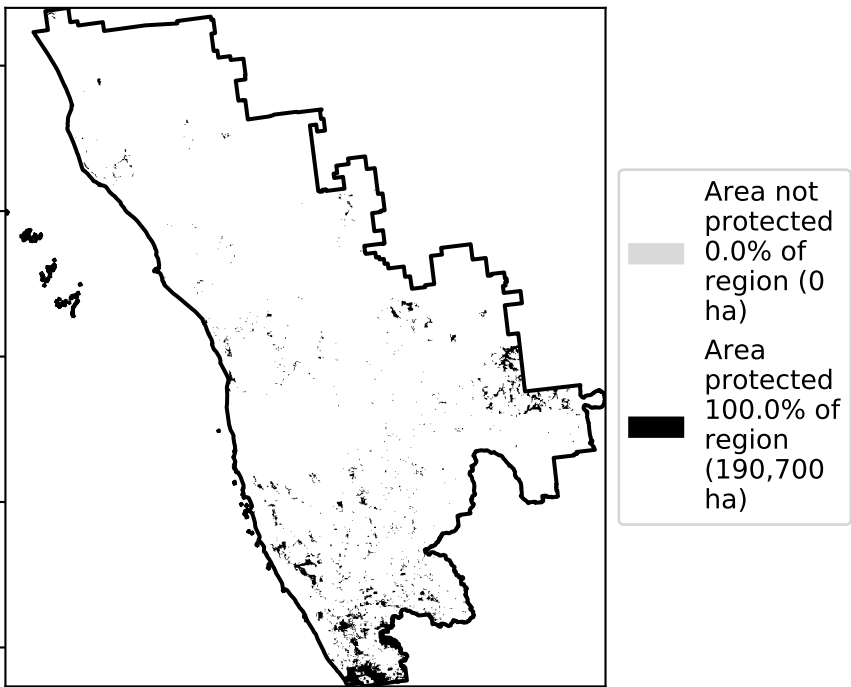 Area not
protected
0.0% of
region (0
ha)
Area
protected
100.0% of
region
(190,700
ha)